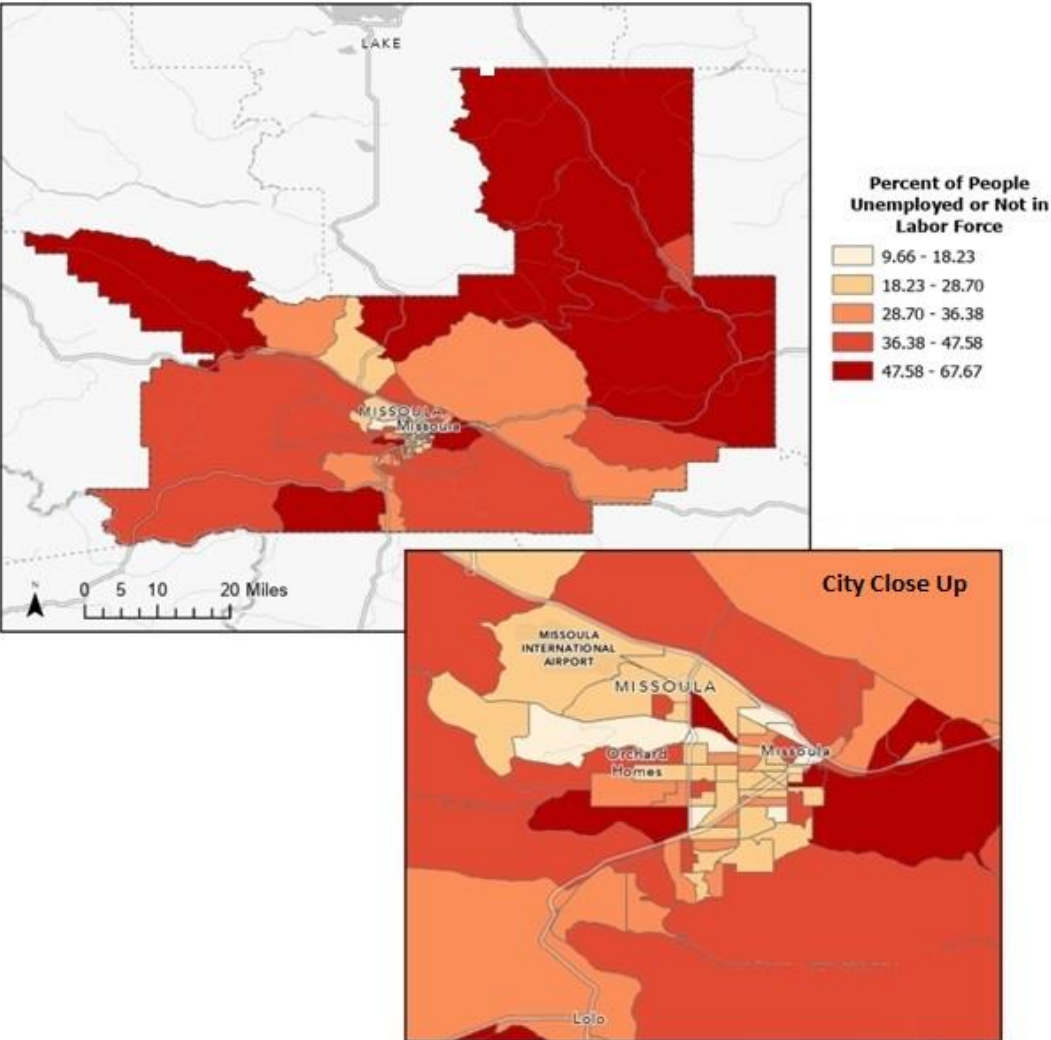 LAKE
Percent of People
Unemployed or Not in
Labor Force
9.66 - 18.23
18.23 - 28.70
28.70 - 36.38
36.38 - 47.58
47.58 - 67.67
MISSOULA
Missoula
N
0 5 10 20 Miles
City Close Up
MISSOULA
INTERNATIONAL
AIRPORT
MISSOULA
Missoula
Orchard
Homes
Lolo